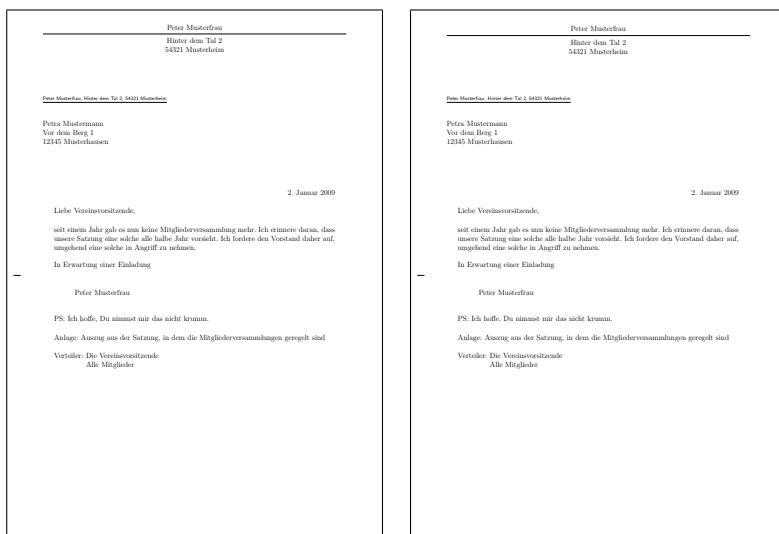 Peter Musterfrau
Hinter dem Tal 2
54321 Musterheim
Peter Musterfrau, Hinter dem Tal 2, 54321 Musterheim
Petra Mustermann
Vor dem Berg 1
12345 Musterhausen
2. Januar 2009
Liebe Vereinsvorsitzende,
seit einem Jahr gab es nun keine Mitgliederversammlung mehr. Ich erinnere daran, dass
unsere Satzung eine solche alle halbe Jahr vorsieht. Ich fordere den Vorstand daher auf,
umgehend eine solche in Angriff zu nehmen.
In Erwartung einer Einladung
Peter Musterfrau
PS: Ich hoffe, Du nimmst mir das nicht krumm.
Anlage: Auszug aus der Satzung, in dem die Mitgliederversammlungen geregelt sind
Verteiler: Die Vereinsvorsitzende
Alle Mitglieder
Peter Musterfrau
Hinter dem Tal 2
54321 Musterheim
Peter Musterfrau, Hinter dem Tal 2, 54321 Musterheim
Petra Mustermann
Vor dem Berg 1
12345 Musterhausen
2. Januar 2009
Liebe Vereinsvorsitzende,
seit einem Jahr gab es nun keine Mitgliederversammlung mehr. Ich erinnere daran, dass
unsere Satzung eine solche alle halbe Jahr vorsieht. Ich fordere den Vorstand daher auf,
umgehend eine solche in Angriff zu nehmen.
In Erwartung einer Einladung
Peter Musterfrau
PS: Ich hoffe, Du nimmst mir das nicht krumm.
Anlage: Auszug aus der Satzung, in dem die Mitgliederversammlungen geregelt sind
Verteiler: Die Vereinsvorsitzende
Alle Mitglieder